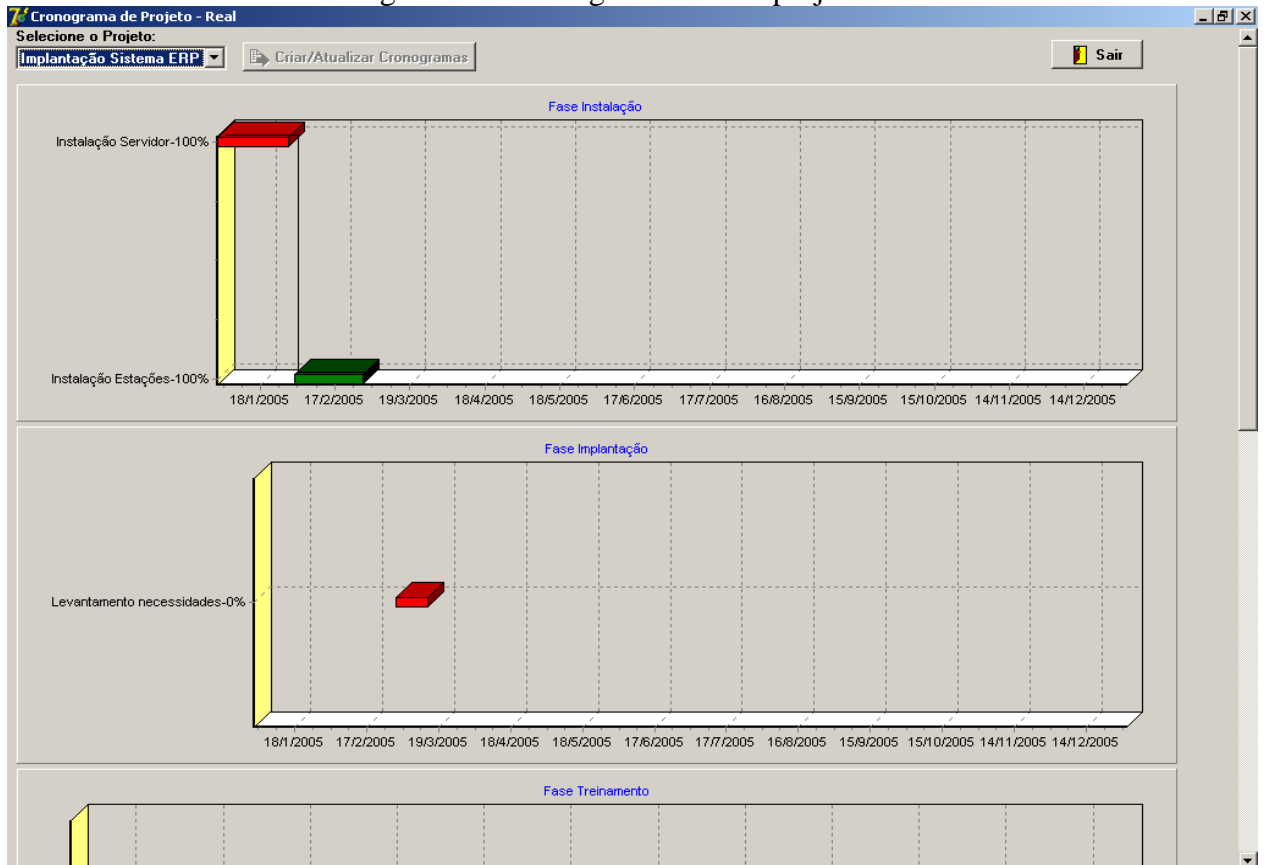 Cronograma de Projeto - Real
Selecione o Projeto:
Implantação Sistema ERP
Criar/Atualizar Cronogramas
Sair
Fase Instalação
Instalação Servidor-100%
Instalação Estações-100%
18/1/2005 17/2/2005 19/3/2005 18/4/2005 18/5/2005 17/6/2005 17/7/2005 16/8/2005 15/9/2005 15/10/2005 14/11/2005 14/12/2005
Fase Implantação
Levantamento necessidades-0%
18/1/2005 17/2/2005 19/3/2005 18/4/2005 18/5/2005 17/6/2005 17/7/2005 16/8/2005 15/9/2005 15/10/2005 14/11/2005 14/12/2005
Fase Treinamento